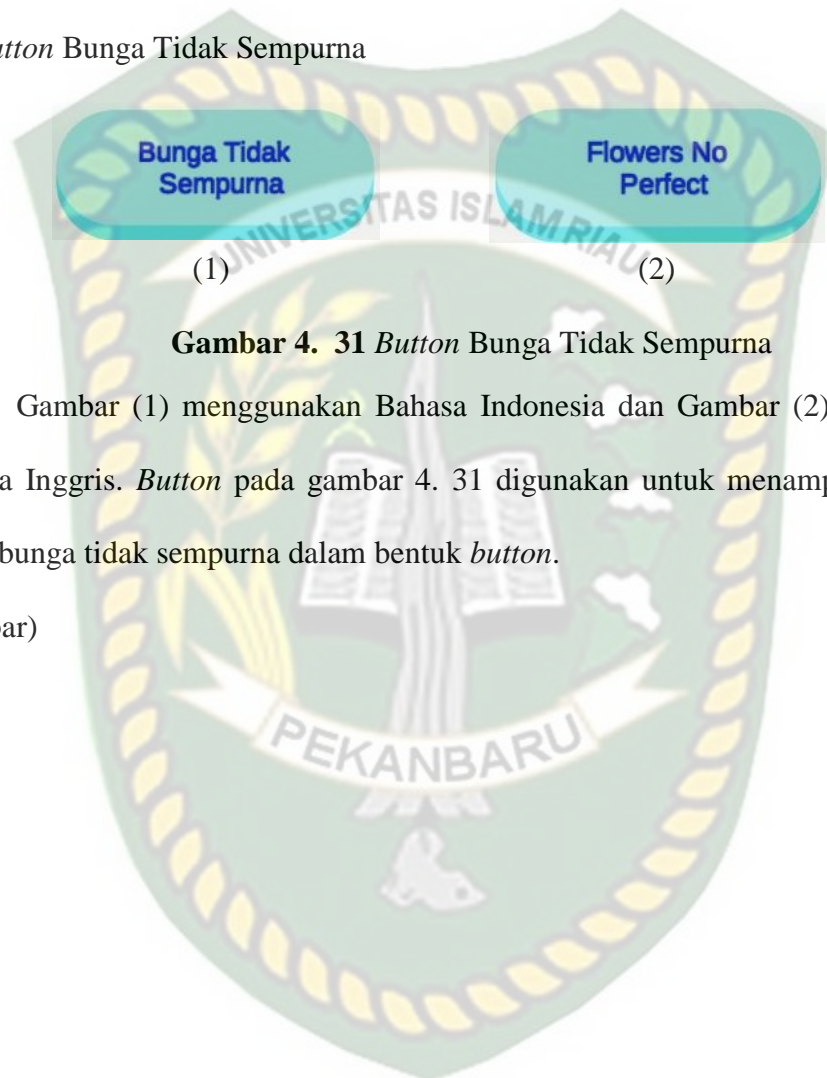 utton Bunga Tidak Sempurna
Bunga Tidak
Sempurna
Flowers No
Perfect
UNIVERSITAS ISLAM RIAU
(1) (2)
Gambar 4. 31 Button Bunga Tidak Sempurna
Gambar (1) menggunakan Bahasa Indonesia dan Gambar (2)
a Inggris. Button pada gambar 4. 31 digunakan untuk menamp
bunga tidak sempurna dalam bentuk button.
bar)
PEKANBARU